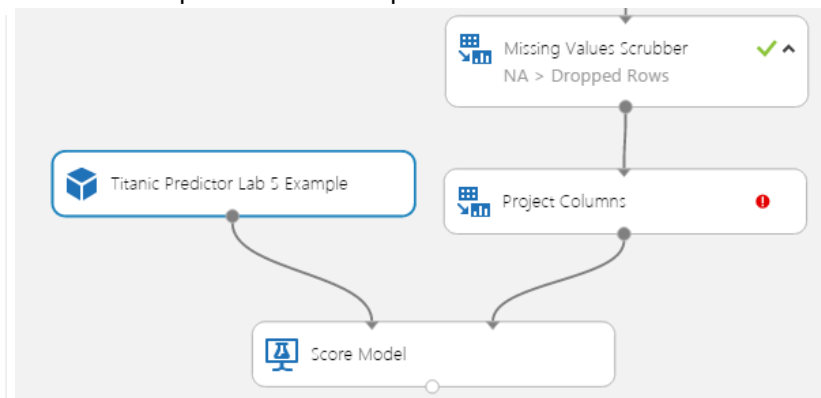 Missing Values Scrubber
NA > Dropped Rows
Titanic Predictor Lab 5 Example
Project Columns
Score Model